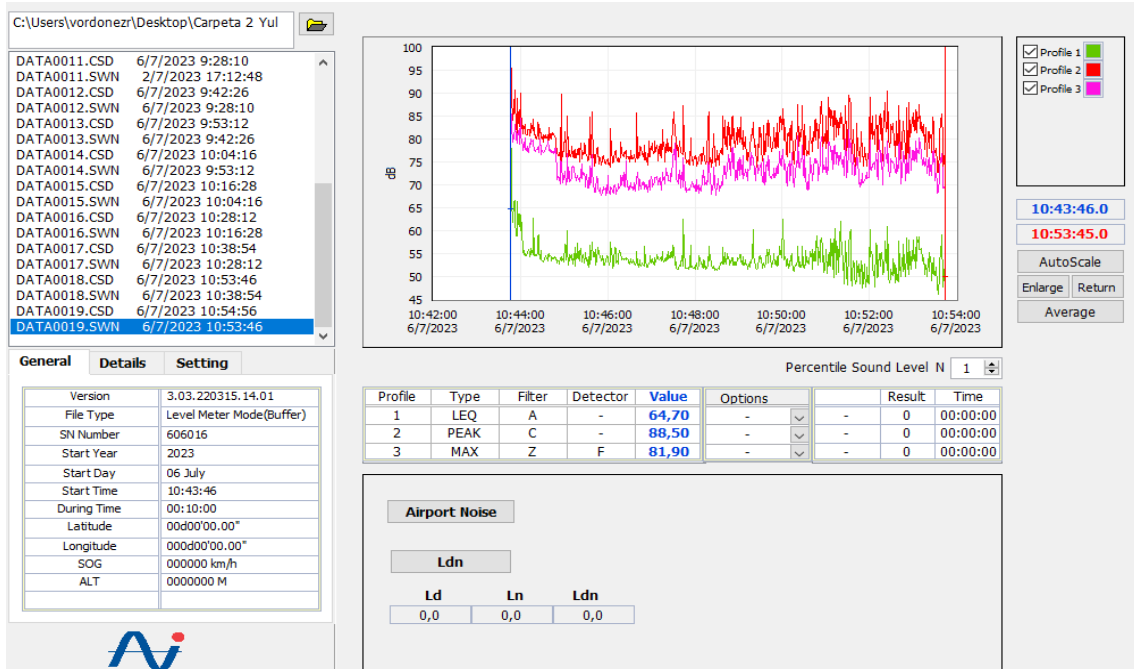 C:\Users\vordonezr\Desktop\Carpeta 2 Yul
DATA0011.CSD 6/7/2023 9:28:10
DATA0011.SWN 2/7/2023 17:12:48
DATA0012.CSD 6/7/2023 9:42:26
DATA0012.SWN 6/7/2023 9:28:10
DATA0013.CSD 6/7/2023 9:53:12
DATA0013.SWN 6/7/2023 9:42:26
DATA0014.CSD 6/7/2023 10:04:16
DATA0014.SWN 6/7/2023 9:53:12
DATA0015.CSD 6/7/2023 10:16:28
DATA0015.SWN 6/7/2023 10:04:16
DATA0016.CSD 6/7/2023 10:28:12
DATA0016.SWN 6/7/2023 10:16:28
DATA0017.CSD 6/7/2023 10:38:54
DATA0017.SWN 6/7/2023 10:28:12
DATA0018.CSD 6/7/2023 10:53:46
DATA0018.SWN 6/7/2023 10:38:54
DATA0019.CSD 6/7/2023 10:54:56
DATA0019.SWN 6/7/2023 10:53:46
General Details Setting
Version 3.03.220315.14.01
File Type Level Meter Mode(Buffer)
SN Number 606016
Start Year 2023
Start Day 06 July
Start Time 10:43:46
During Time 00:10:00
Latitude 00d00'00.00"
Longitude 000d00'00.00"
SOG 000000 km/h
ALT 0000000 M
dB
100
95
90
85
80
75
70
65
60
55
50
45
10:42:00 10:44:00 10:46:00 10:48:00 10:50:00 10:52:00 10:54:00
6/7/2023 6/7/2023 6/7/2023 6/7/2023 6/7/2023 6/7/2023 6/7/2023
Profile 1
Profile 2
Profile 3
10:43:46.0
10:53:45.0
AutoScale
Enlarge Return
Average
Percentile Sound Level N 1
Profile Type Filter Detector Value Options Result Time
1 LEQ A - 64,70 - - 0 00:00:00
2 PEAK C - 88,50 - - 0 00:00:00
3 MAX Z F 81,90 - - 0 00:00:00
Airport Noise
Ldn
Ld Ln Ldn
0,0 0,0 0,0